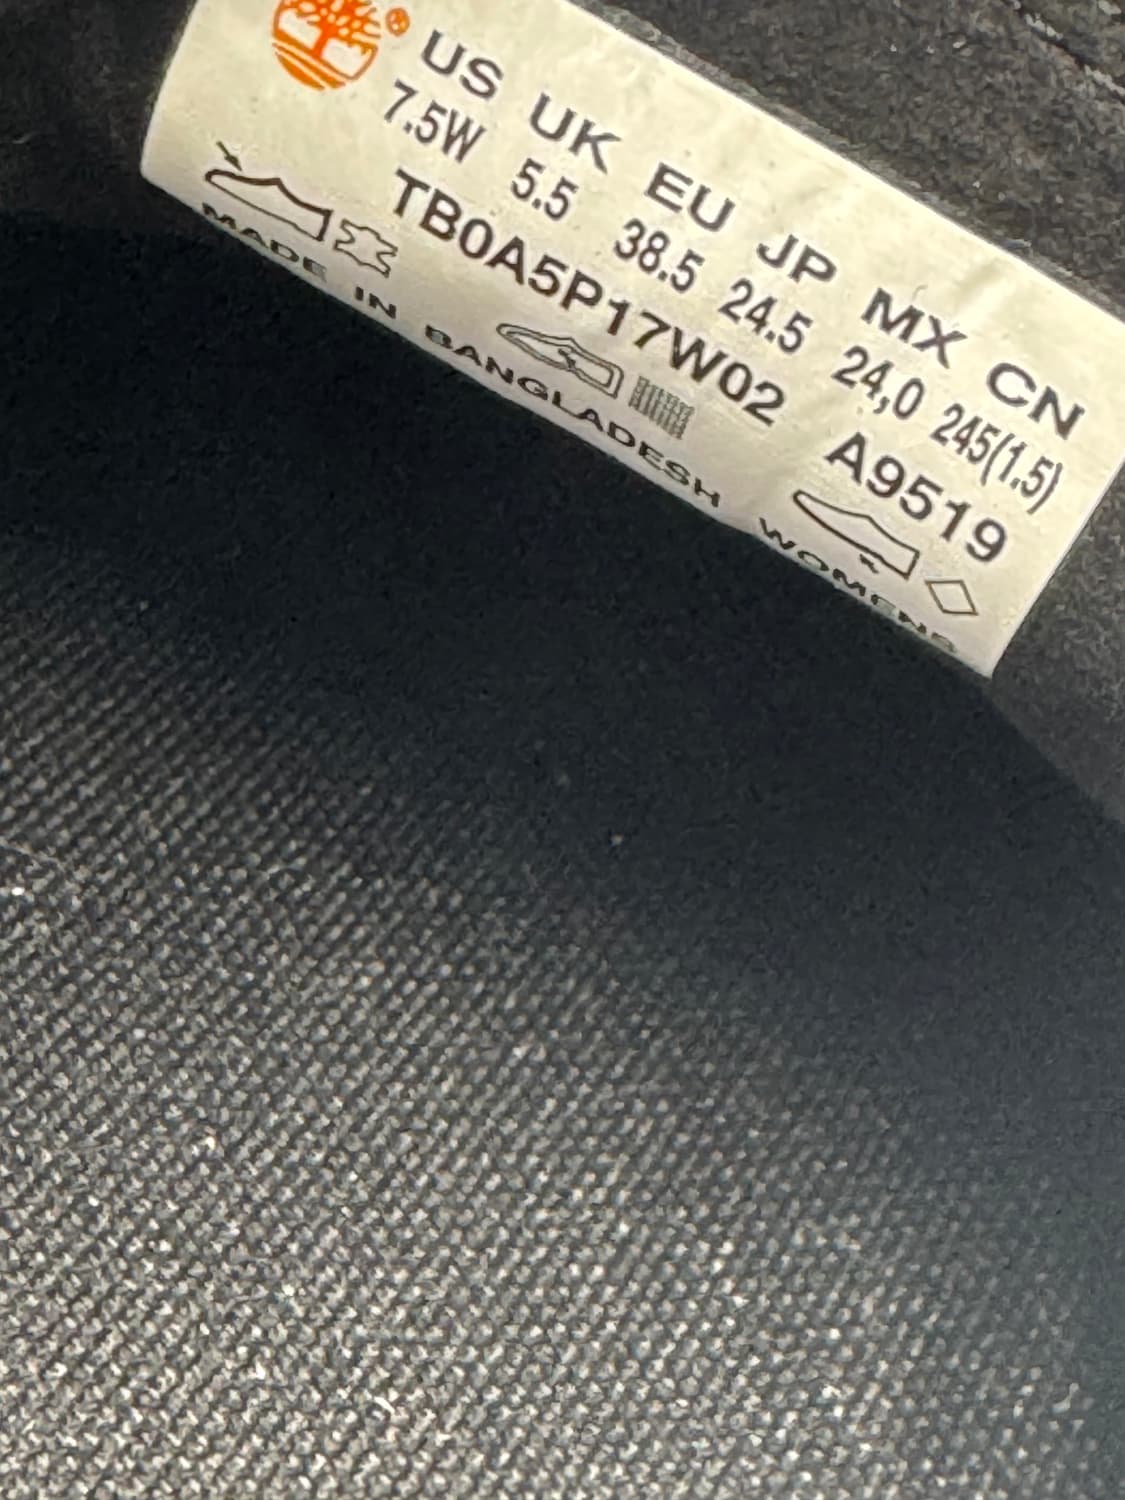 ®
US UK EU JP MX CN
7.5W 5.5 38.5 24.5 24,0 245(1.5)
TB0A5P17W02 A9519
MADE IN BANGLADESH WOMENS